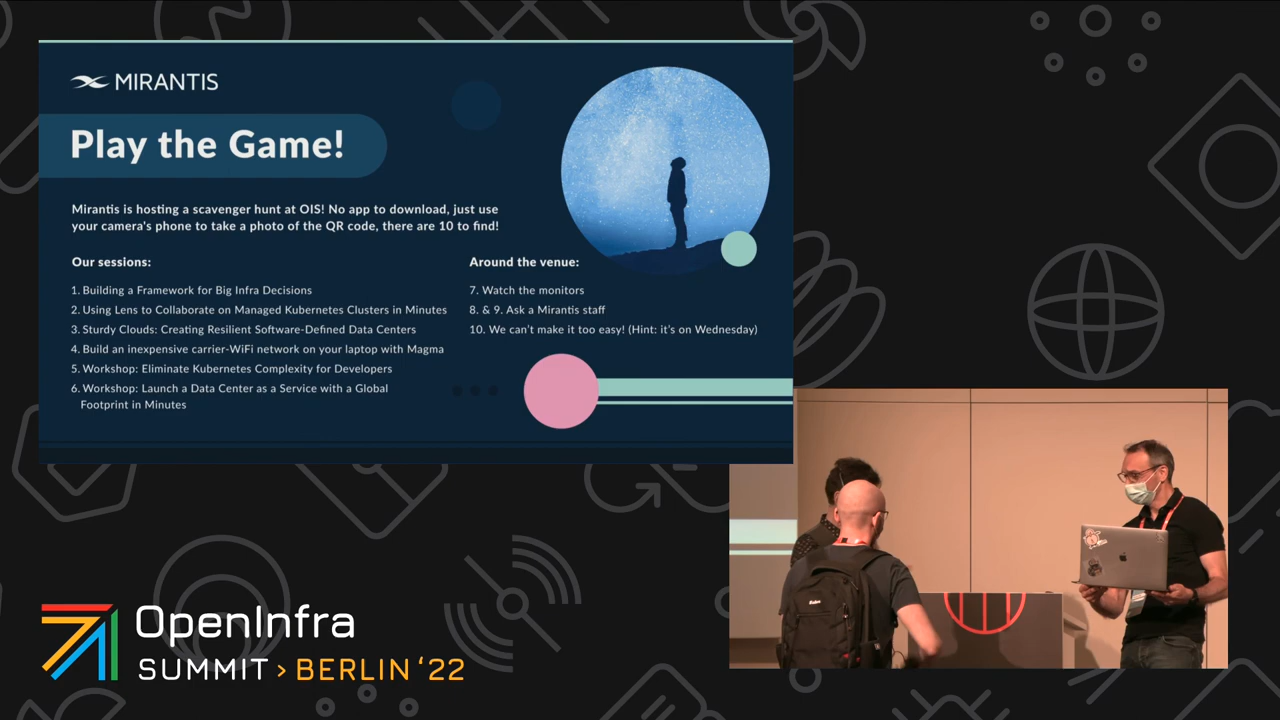 MIRANTIS
Play the Game!
Mirantis is hosting a scavenger hunt at OIS! No app to download, just use
your camera's phone to take a photo of the QR code, there are 10 to find!
Our sessions:
1. Building a Framework for Big Infra Decisions
2. Using Lens to Collaborate on Managed Kubernetes Clusters in Minutes
3. Sturdy Clouds: Creating Resilient Software-Defined Data Centers
4. Build an inexpensive carrier-WiFi network on your laptop with Magma
5. Workshop: Eliminate Kubernetes Complexity for Developers
6. Workshop: Launch a Data Center as a Service with a Global
Footprint in Minutes
Around the venue:
7. Watch the monitors
8. & 9. Ask a Mirantis staff
10. We can't make it too easy! (Hint: it's on Wednesday)
OpenInfra
SUMMIT > BERLIN '22